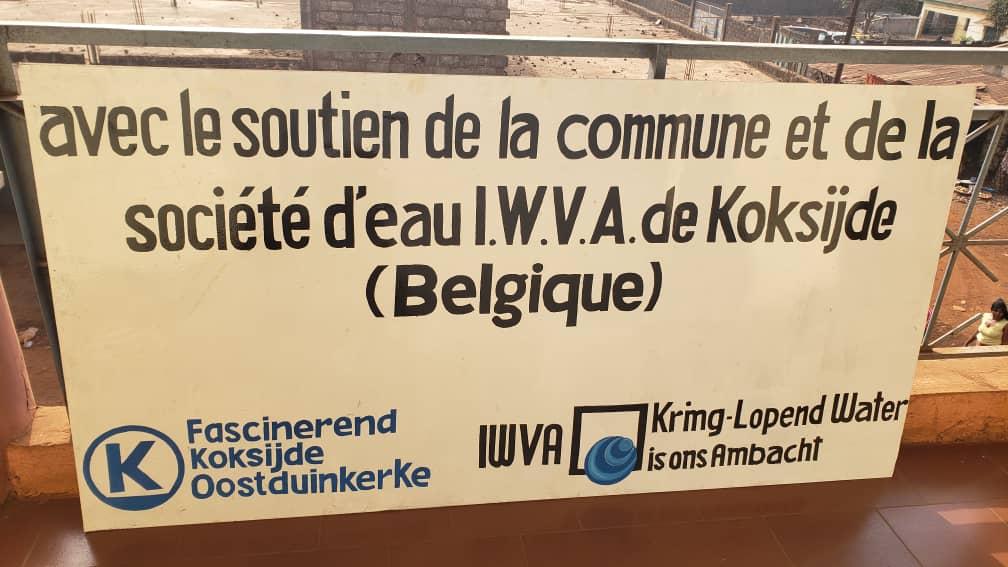 avec le soutien de la commune et de la
société d'eau I.W.V.A. de Koksijde
(Belgique)
K
Fascinerend
Koksijde
Oostduinkerke
IWVA
Kring-Lopend Water
is ons Ambacht